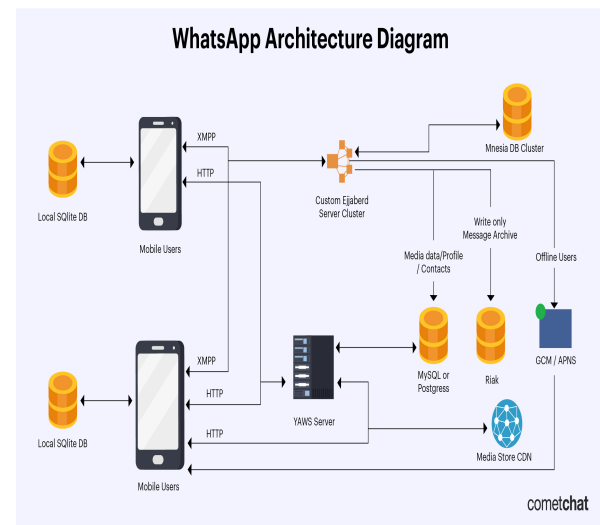 WhatsApp Architecture Diagram
XMPP
Mnesia DB Cluster
HTTP
Custom Ejjaberd
Server Cluster
Local SQlite DB
Write only
Message Archive
Mobile Users
Media data/Profile
/ Contacts
Offline Users
XMPP
GCM / APNS
MySQL or
Postgress
Riak
HTTP
YAWS Server
HTTP
Local SQlite DB
Media Store CDN
Mobile Users
cometchat